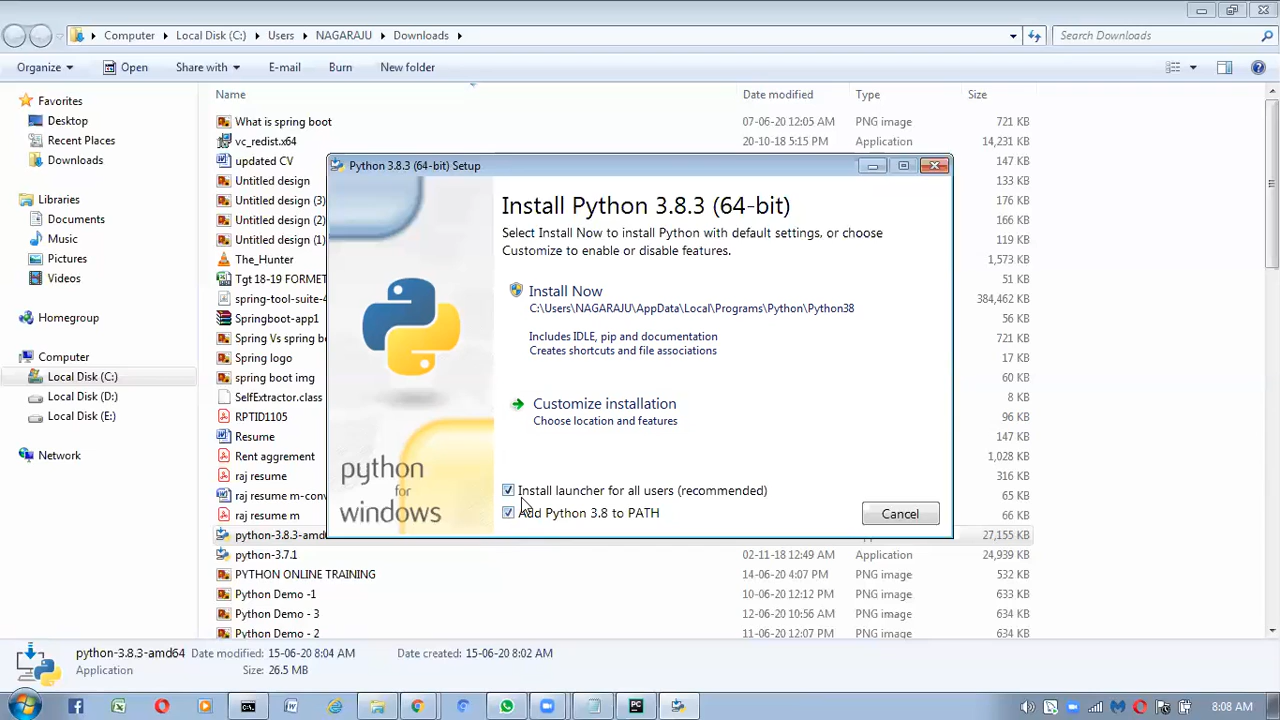 Computer Local Disk (C:) Users NAGARAJU Downloads
Search Downloads
Organize Open Share with E-mail Burn New folder
Name Date modified Type Size
Favorites
Desktop
Recent Places
Downloads
Libraries
Documents
Music
Pictures
Videos
Homegroup
Computer
Local Disk (C:)
Local Disk (D:)
Local Disk (E:)
Network
What is spring boot 07-06-20 12:05 AM PNG image 721 KB
vc_redist.x64 20-10-18 5:15 PM Application 14,231 KB
updated CV 147 KB
Untitled design 133 KB
Untitled design (3) 176 KB
Untitled design (2) 166 KB
Untitled design (1) 119 KB
The_Hunter 1,573 KB
Tgt 18-19 FORMET 51 KB
spring-tool-suite-4 384,462 KB
Springboot-app1 56 KB
Spring Vs spring b 721 KB
Spring logo 17 KB
spring boot img 60 KB
SelfExtractor.class 8 KB
RPTID1105 96 KB
Resume 147 KB
Rent aggrement 1,028 KB
raj resume 316 KB
raj resume m-conv 65 KB
raj resume m 65 KB
python-3.8.3-amd 27,155 KB
python-3.7.1 02-11-18 12:49 AM Application 24,939 KB
PYTHON ONLINE TRAINING 14-06-20 4:07 PM PNG image 532 KB
Python Demo -1 10-06-20 12:12 PM PNG image 633 KB
Python Demo - 3 12-06-20 10:56 AM PNG image 634 KB
Python Demo - 2 11-06-20 12:07 PM PNG image 634 KB
Python 3.8.3 (64-bit) Setup
Install Python 3.8.3 (64-bit)
Select Install Now to install Python with default settings, or choose
Customize to enable or disable features.
Install Now
C:\Users\NAGARAJU\AppData\Local\Programs\Python\Python38
Includes IDLE, pip and documentation
Creates shortcuts and file associations
Customize installation
Choose location and features
python
for
windows
Install launcher for all users (recommended)
Add Python 3.8 to PATH
Cancel
python-3.8.3-amd64 Date modified: 15-06-20 8:04 AM Date created: 15-06-20 8:02 AM
Application Size: 26.5 MB
8:08 AM